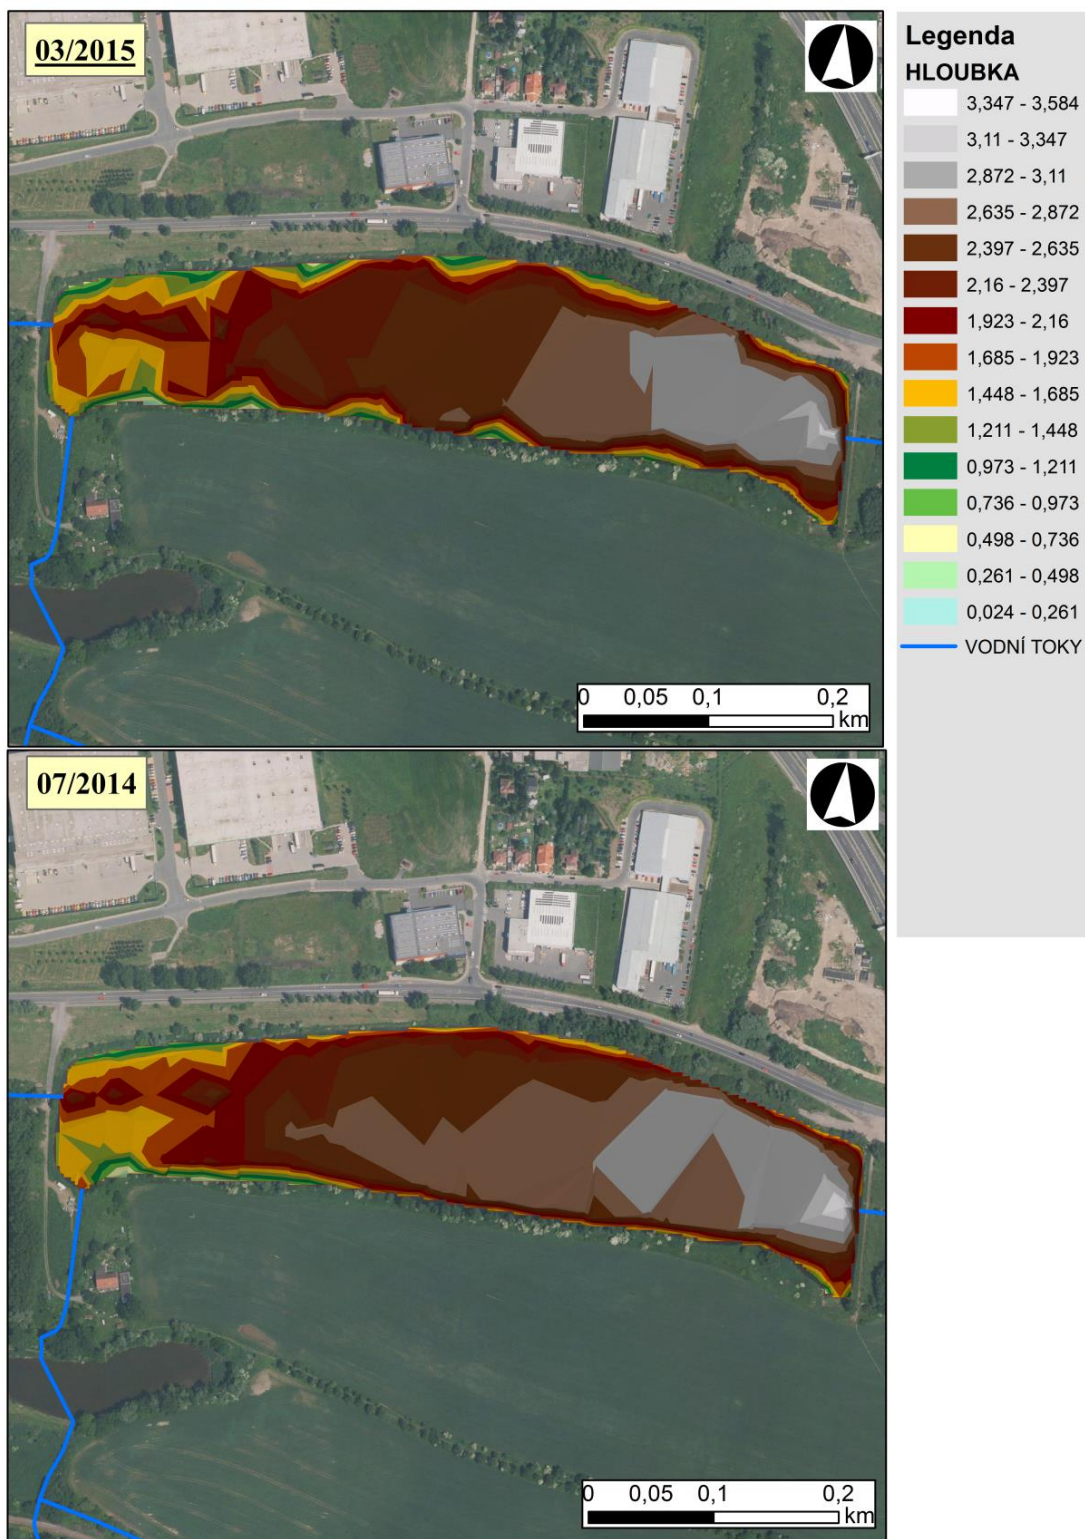 03/2015
Legenda
HLOUBKA
3,347 - 3,584
3,11 - 3,347
2,872 - 3,11
2,635 - 2,872
2,397 - 2,635
2,16 - 2,397
1,923 - 2,16
1,685 - 1,923
1,448 - 1,685
1,211 - 1,448
0,973 - 1,211
0,736 - 0,973
0,498 - 0,736
0,261 - 0,498
0,024 - 0,261
VODNÍ TOKY
0 0,05 0,1 0,2
km
07/2014
0 0,05 0,1 0,2
km